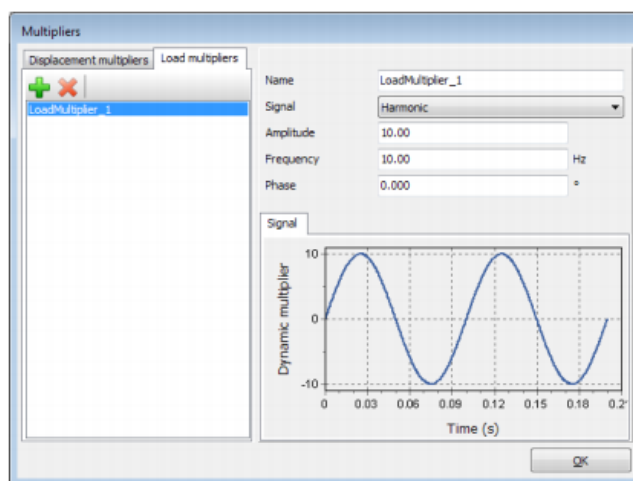 Multipliers
Displacement multipliers Load multipliers
LoadMultiplier_1
Name LoadMultiplier_1
Signal Harmonic
Amplitude 10.00
Frequency 10.00 Hz
Phase 0.000 °
Signal
Dynamic multiplier
10
0
-10
0 0.03 0.06 0.09 0.12 0.15 0.18 0.2
Time (s)
OK